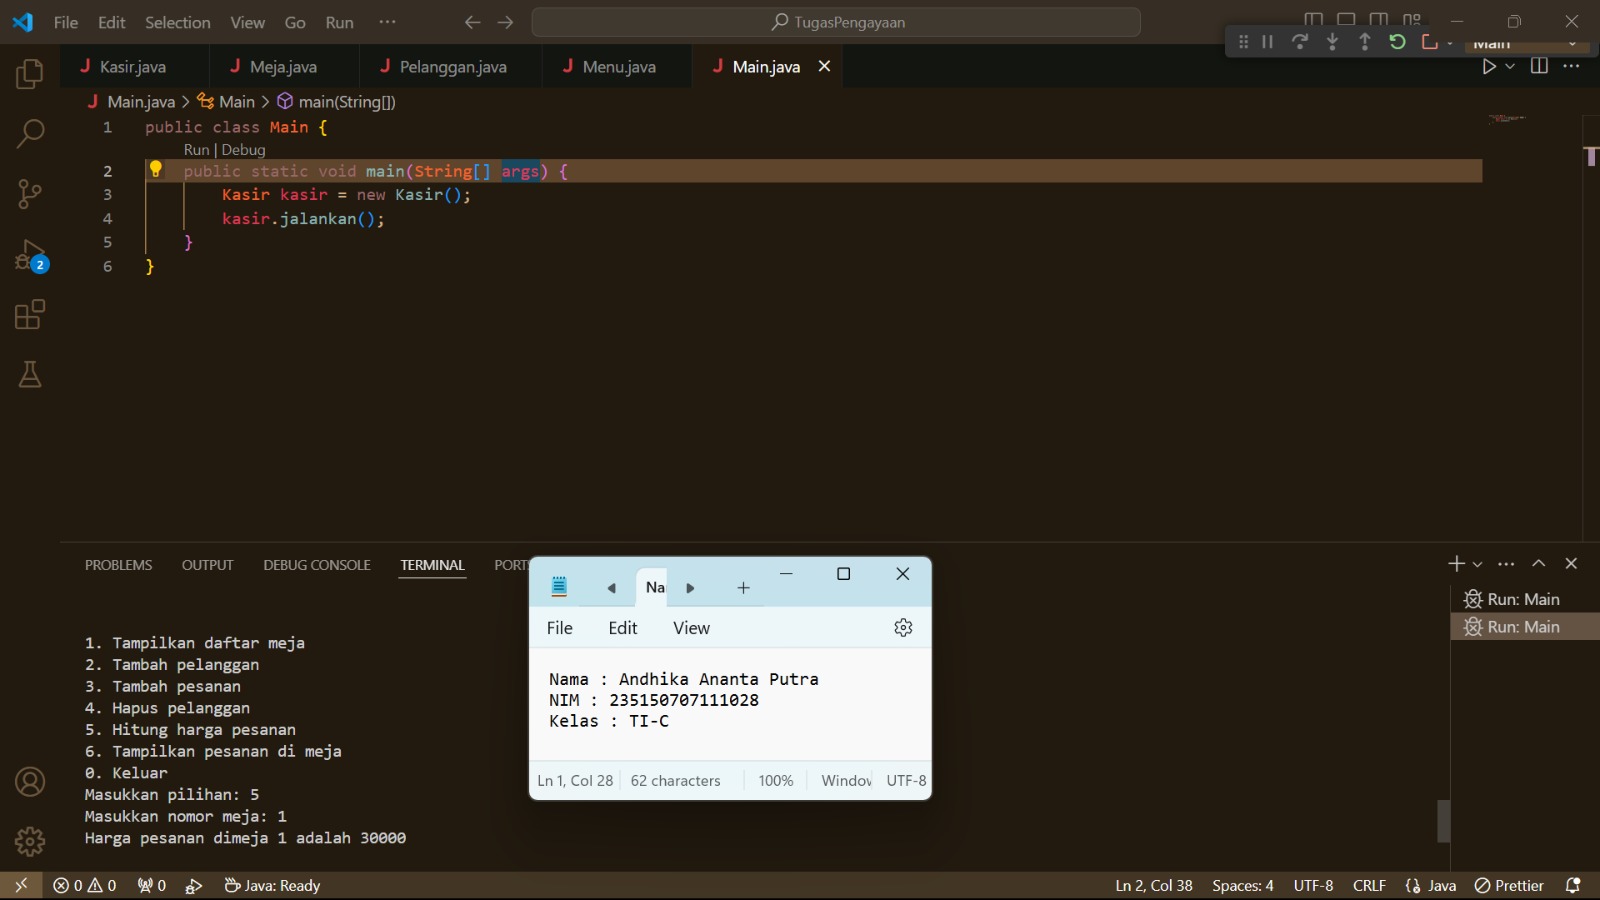 File Edit Selection View Go Run ···
TugasPengayaan
Main
Kasir.java Meja.java Pelanggan.java Menu.java Main.java
Main.java > Main > main(String[])
1 public class Main {
Run | Debug
2 public static void main(String[] args) {
3 Kasir kasir = new Kasir();
4 kasir.jalankan();
5 }
6 }
2
PROBLEMS OUTPUT DEBUG CONSOLE TERMINAL PORTS
Run: Main
Run: Main
1. Tampilkan daftar meja
2. Tambah pelanggan
3. Tambah pesanan
4. Hapus pelanggan
5. Hitung harga pesanan
6. Tampilkan pesanan di meja
0. Keluar
Masukkan pilihan: 5
Masukkan nomor meja: 1
Harga pesanan dimeja 1 adalah 30000
Na
File Edit View
Nama : Andhika Ananta Putra
NIM : 235150707111028
Kelas : TI-C
Ln 1, Col 28 62 characters 100% Window UTF-8
0 0 0 Java: Ready
Ln 2, Col 38 Spaces: 4 UTF-8 CRLF {} Java Prettier